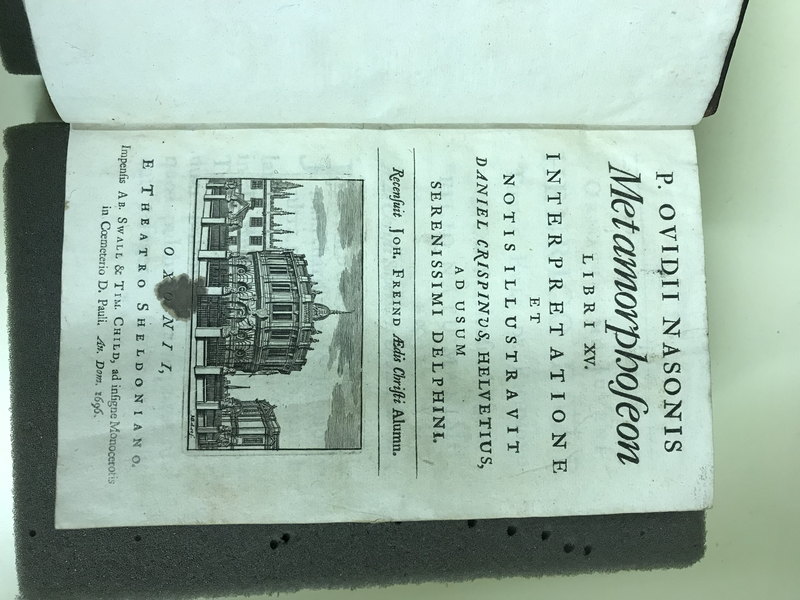 P. OVIDII NASONIS
Metamorphoſeon
LIBRI XV.
INTERPRETATIONE
ET
NOTIS ILLUSTRAVIT
DANIEL CRISPINUS, HELVETIUS,
AD USUM
SERENISSIMI DELPHINI.
Recenſuit JOH. FREIND Ædis Chriſti Alumn.
OXONII,
E THEATRO SHELDONIANO.
Impenſis AB. SWALL & TIM. CHILD, ad inſigne Monocerotis
in Cœmeterio D. Pauli. An. Dom. 1696.